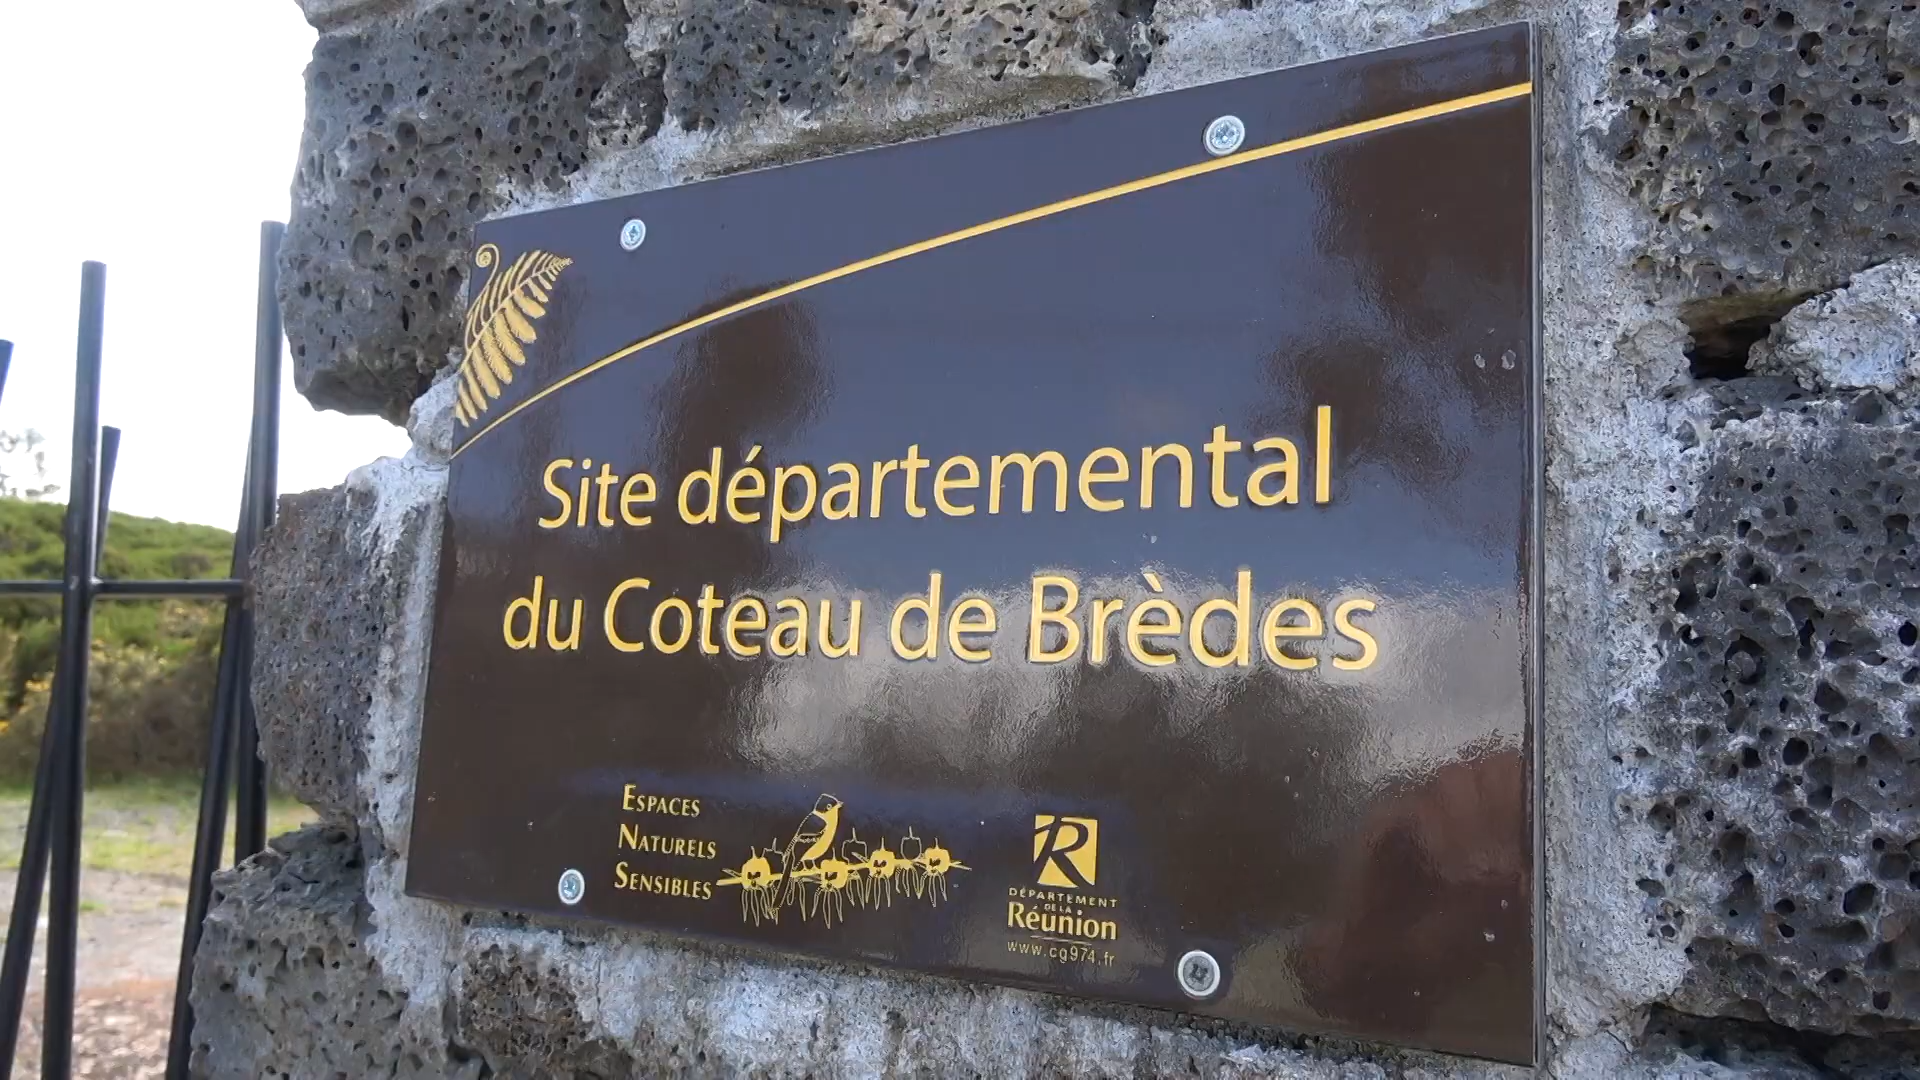 Site départemental
du Coteau de Brèdes
ESPACES
NATURELS
SENSIBLES
R
DÉPARTEMENT
DE LA
Réunion
www.cg974.fr